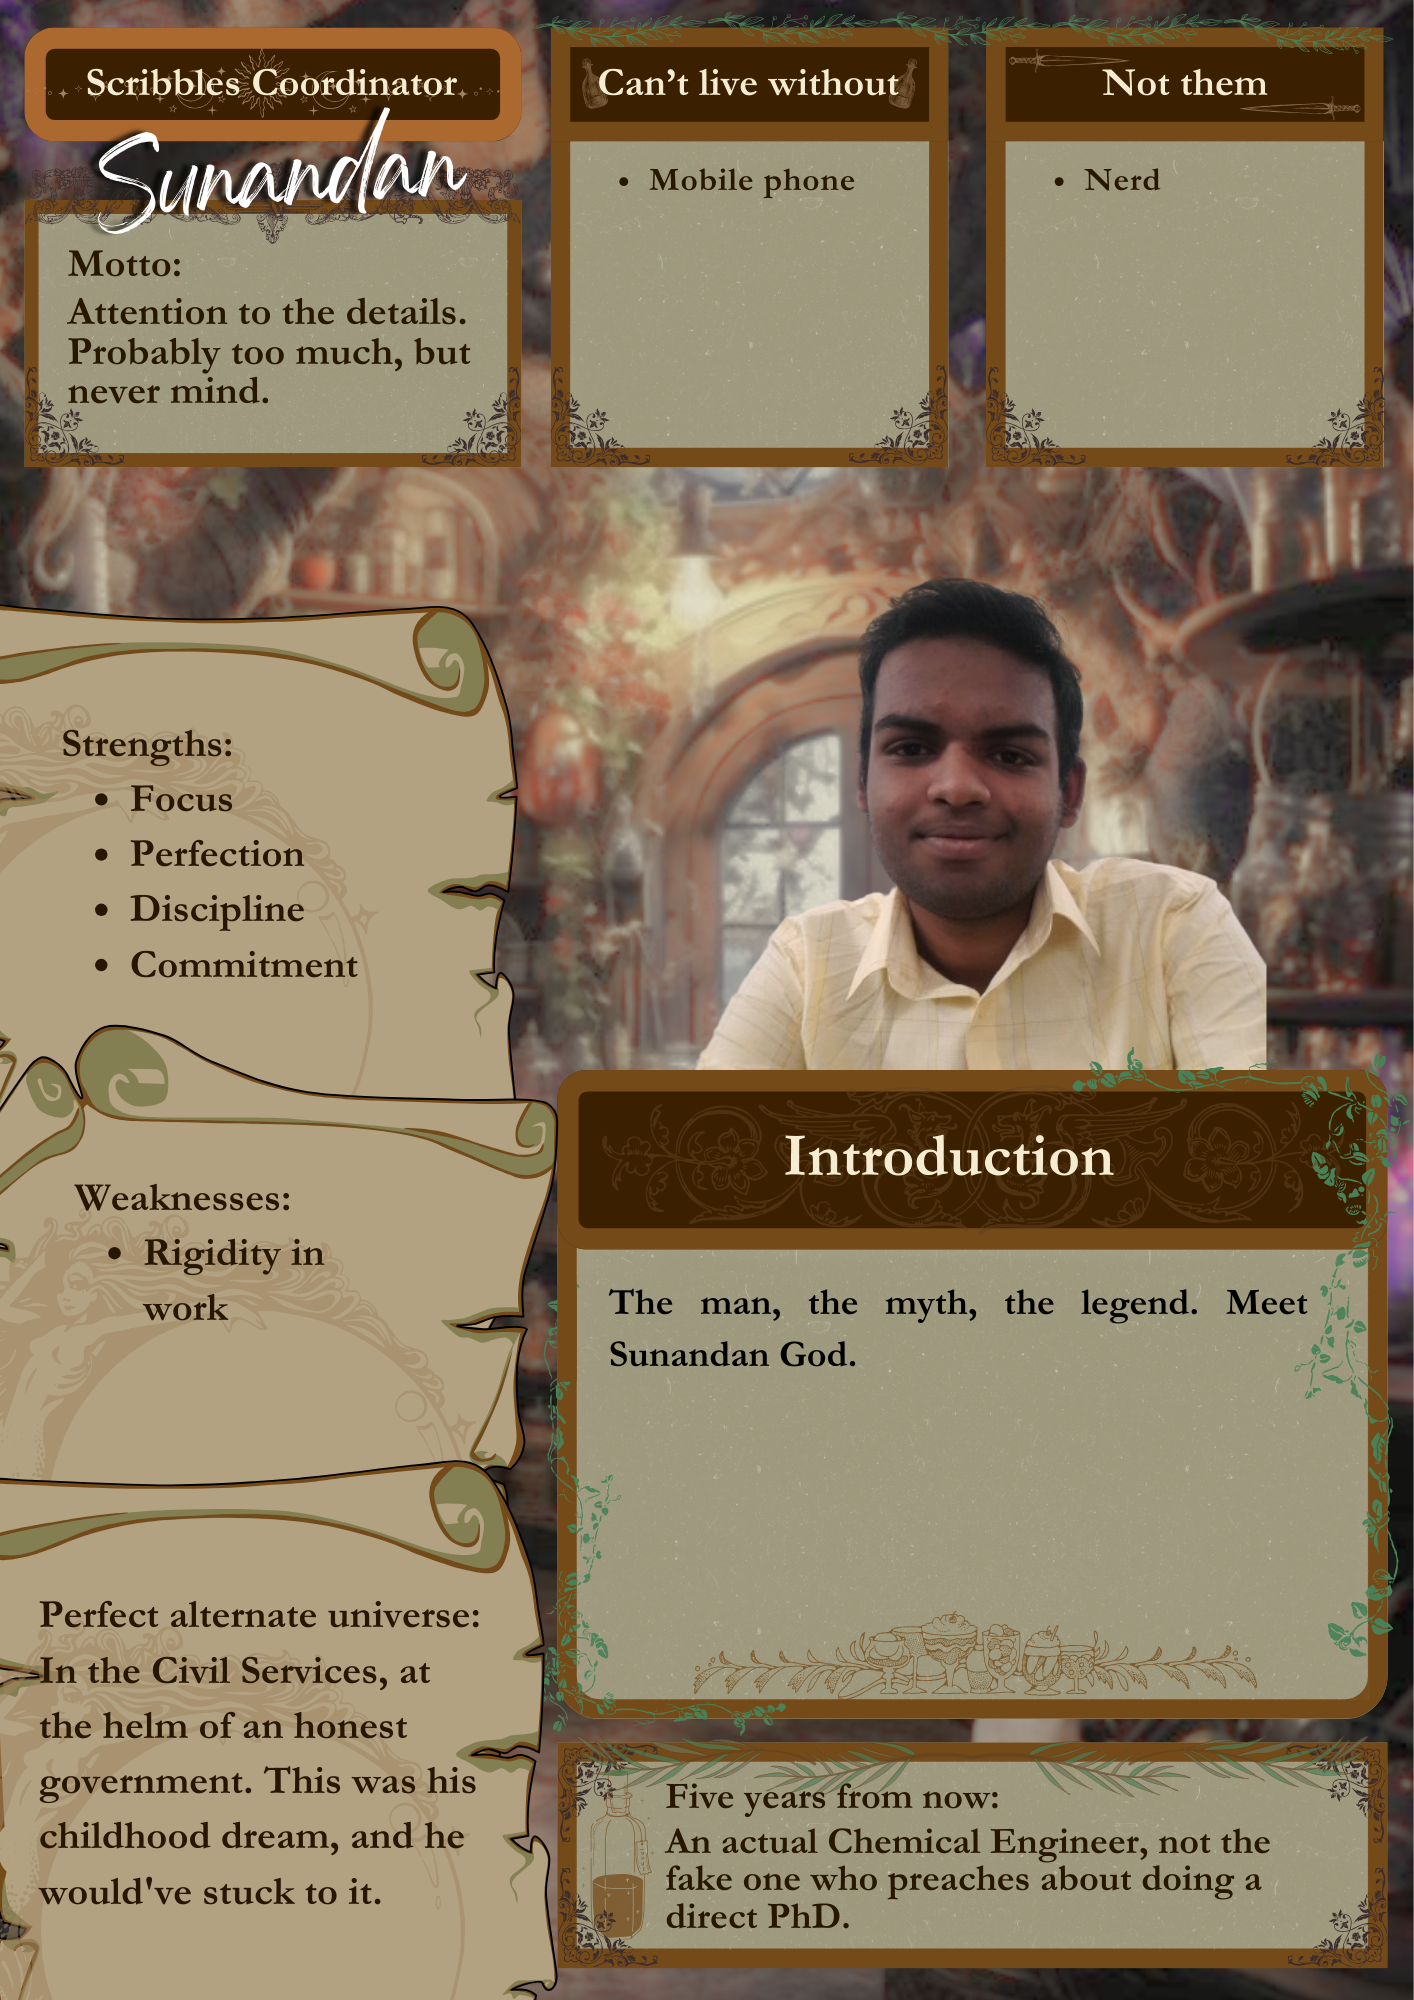 Scribbles Coordinator
Sunandan
Motto:
Attention to the details.
Probably too much, but
never mind.
Can't live without
• Mobile phone
Not them
• Nerd
Strengths:
• Focus
• Perfection
• Discipline
• Commitment
Weaknesses:
• Rigidity in
work
Perfect alternate universe:
In the Civil Services, at
the helm of an honest
government. This was his
childhood dream, and he
would've stuck to it.
Introduction
The man, the myth, the legend. Meet
Sunandan God.
Five years from now:
An actual Chemical Engineer, not the
fake one who preaches about doing a
direct PhD.